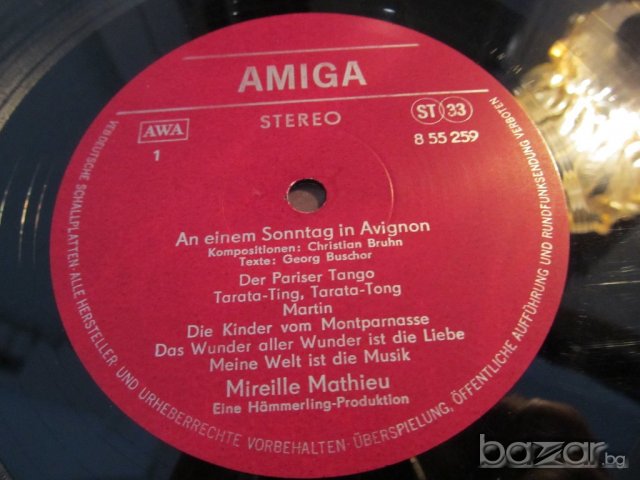 AMIGA
STEREO
AWA
1
ST 33
8 55 259
An einem Sonntag in Avignon
Kompositionen: Christian Bruhn
Texte: Georg Buschor
Der Pariser Tango
Tarata-Ting, Tarata-Tong
Martin
Die Kinder vom Montparnasse
Das Wunder aller Wunder ist die Liebe
Meine Welt ist die Musik
Mireille Mathieu
Eine Hämmerling-Produktion
VEB DEUTSCHE SCHALLPLATTEN · ALLE HERSTELLER- UND URHEBERRECHTE VORBEHALTEN · ÜBERSPIELUNG, ÖFFENTLICHE AUFFÜHRUNG UND RUNDFUNKSENDUNG VERBOTEN
bazar.bg